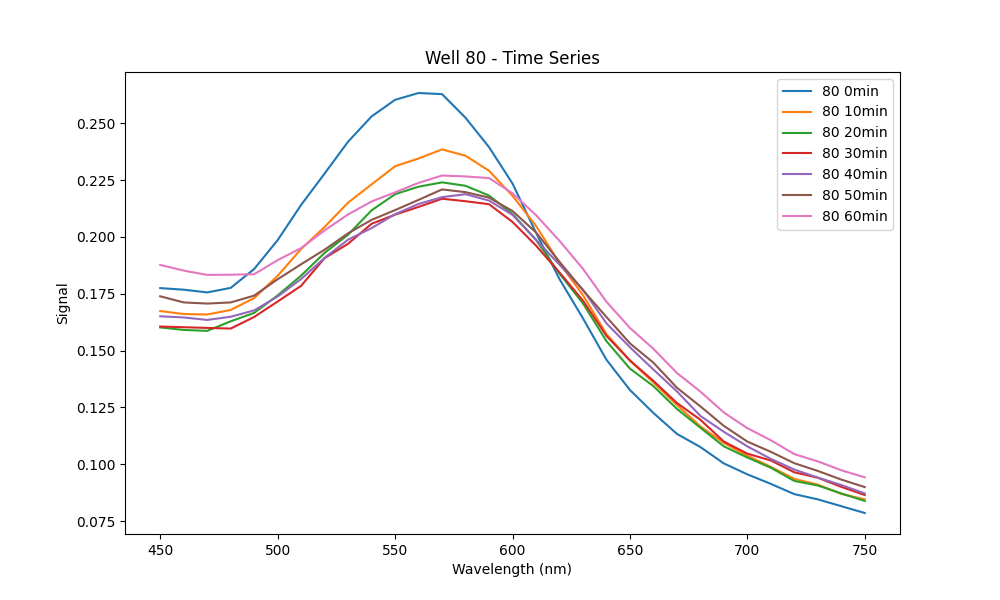 Well 80 - Time Series
80 0min
80 10min
80 20min
80 30min
80 40min
80 50min
80 60min
0.250
0.225
0.200
0.175
0.150
0.125
0.100
0.075
Signal
450 500 550 600 650 700 750
Wavelength (nm)